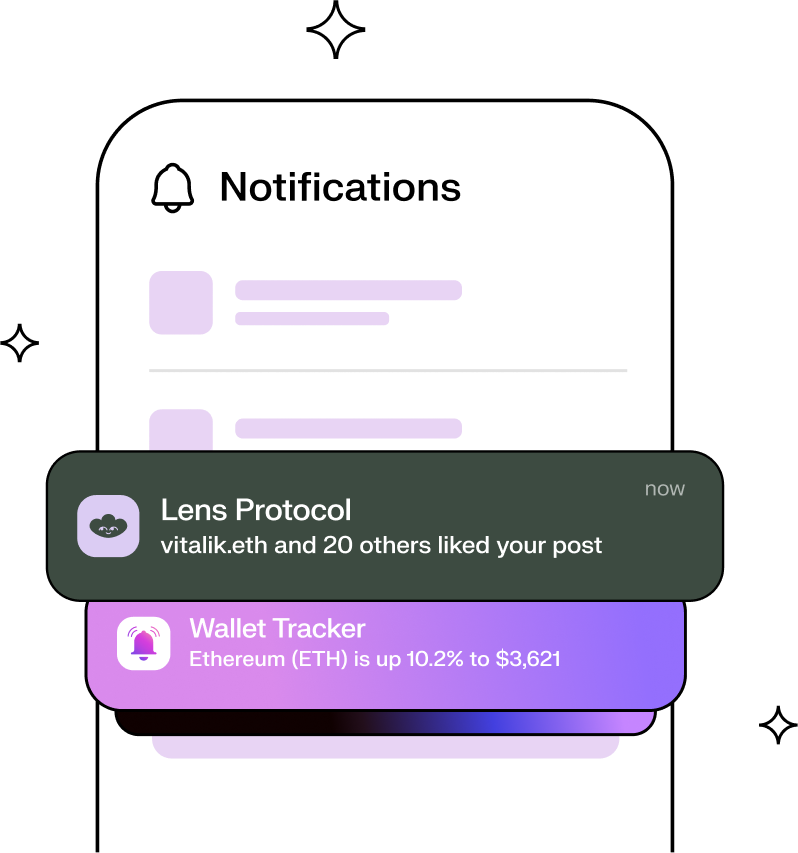 Notifications
now
Lens Protocol
vitalik.eth and 20 others liked your post
Wallet Tracker
Ethereum (ETH) is up 10.2% to $3,621